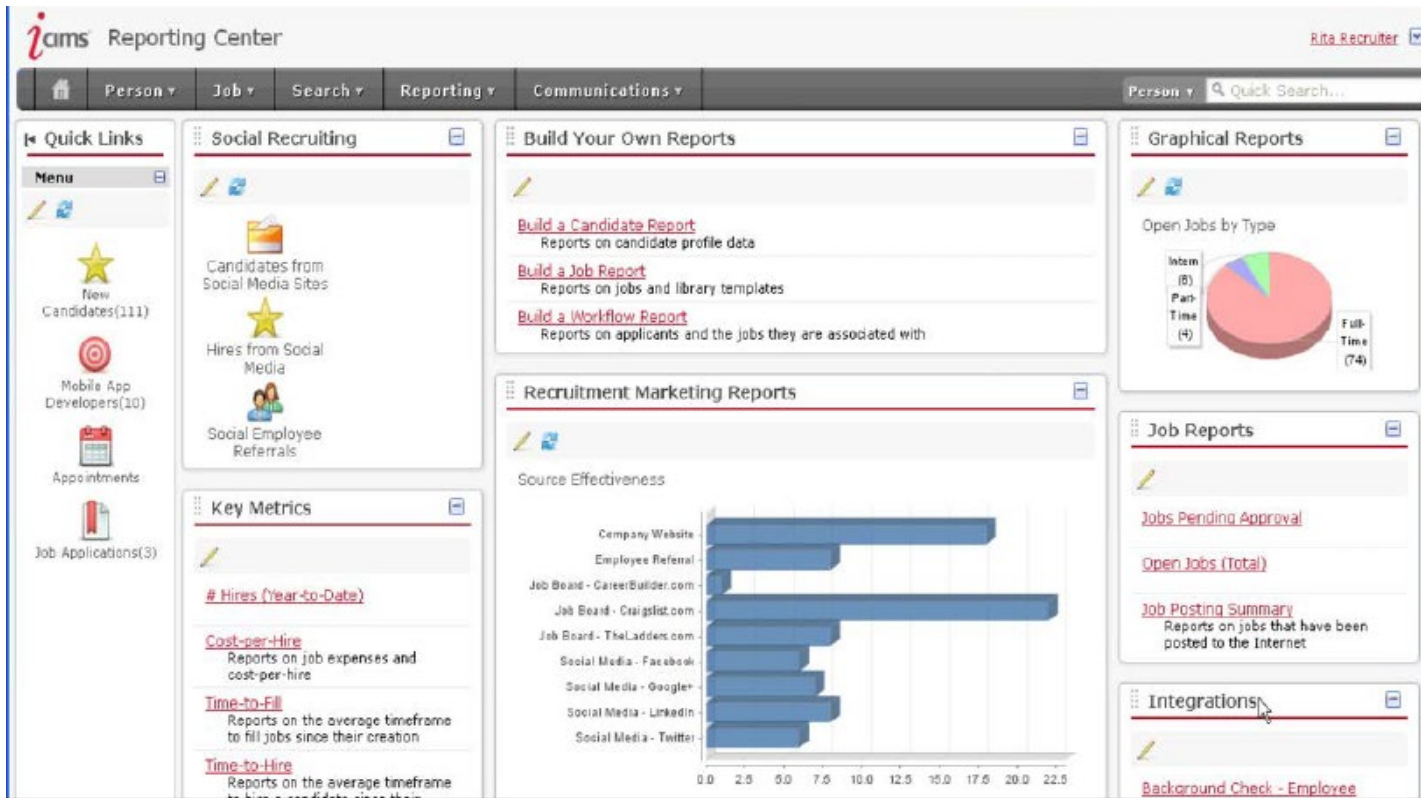 icims Reporting Center
Rita Recruiter
Person Job Search Reporting Communications
Person Quick Search...
Quick Links
Menu
New
Candidates(111)
Mobile App
Developers(10)
Appointments
Job Applications(3)
Social Recruiting
Candidates from
Social Media Sites
Hires from Social
Media
Social Employee
Referrals
Key Metrics
# Hires (Year-to-Date)
Cost-per-Hire
Reports on job expenses and
cost-per-hire
Time-to-Fill
Reports on the average timeframe
to fill jobs since their creation
Time-to-Hire
Reports on the average timeframe
to hire a candidate since their
Build Your Own Reports
Build a Candidate Report
Reports on candidate profile data
Build a Job Report
Reports on jobs and library templates
Build a Workflow Report
Reports on applicants and the jobs they are associated with
Recruitment Marketing Reports
Source Effectiveness
Company Website
Employee Referral
Job Board - CareerBuilder.com
Job Board - Craigslist.com
Job Board - TheLadders.com
Social Media - Facebook
Social Media - Google+
Social Media - LinkedIn
Social Media - Twitter
0.0 2.5 5.0 7.5 10.0 12.5 15.0 17.5 20.0 22.5
Graphical Reports
Open Jobs by Type
Intern
(6)
Part-
Time
(4)
Full-
Time
(74)
Job Reports
Jobs Pending Approval
Open Jobs (Total)
Job Posting Summary
Reports on jobs that have been
posted to the Internet
Integrations
Background Check - Employee